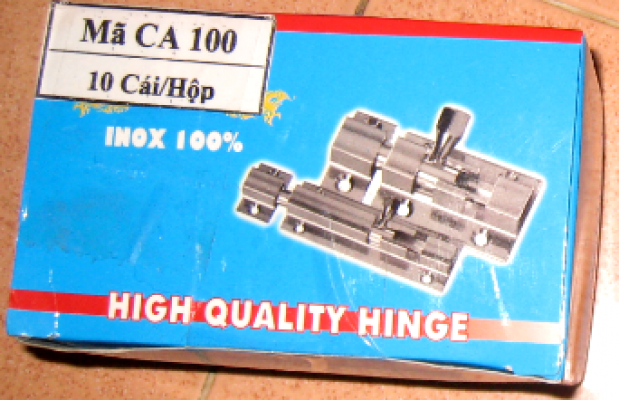 Mã CA 100
10 Cái/Hộp
INOX 100%
HIGH QUALITY HINGE